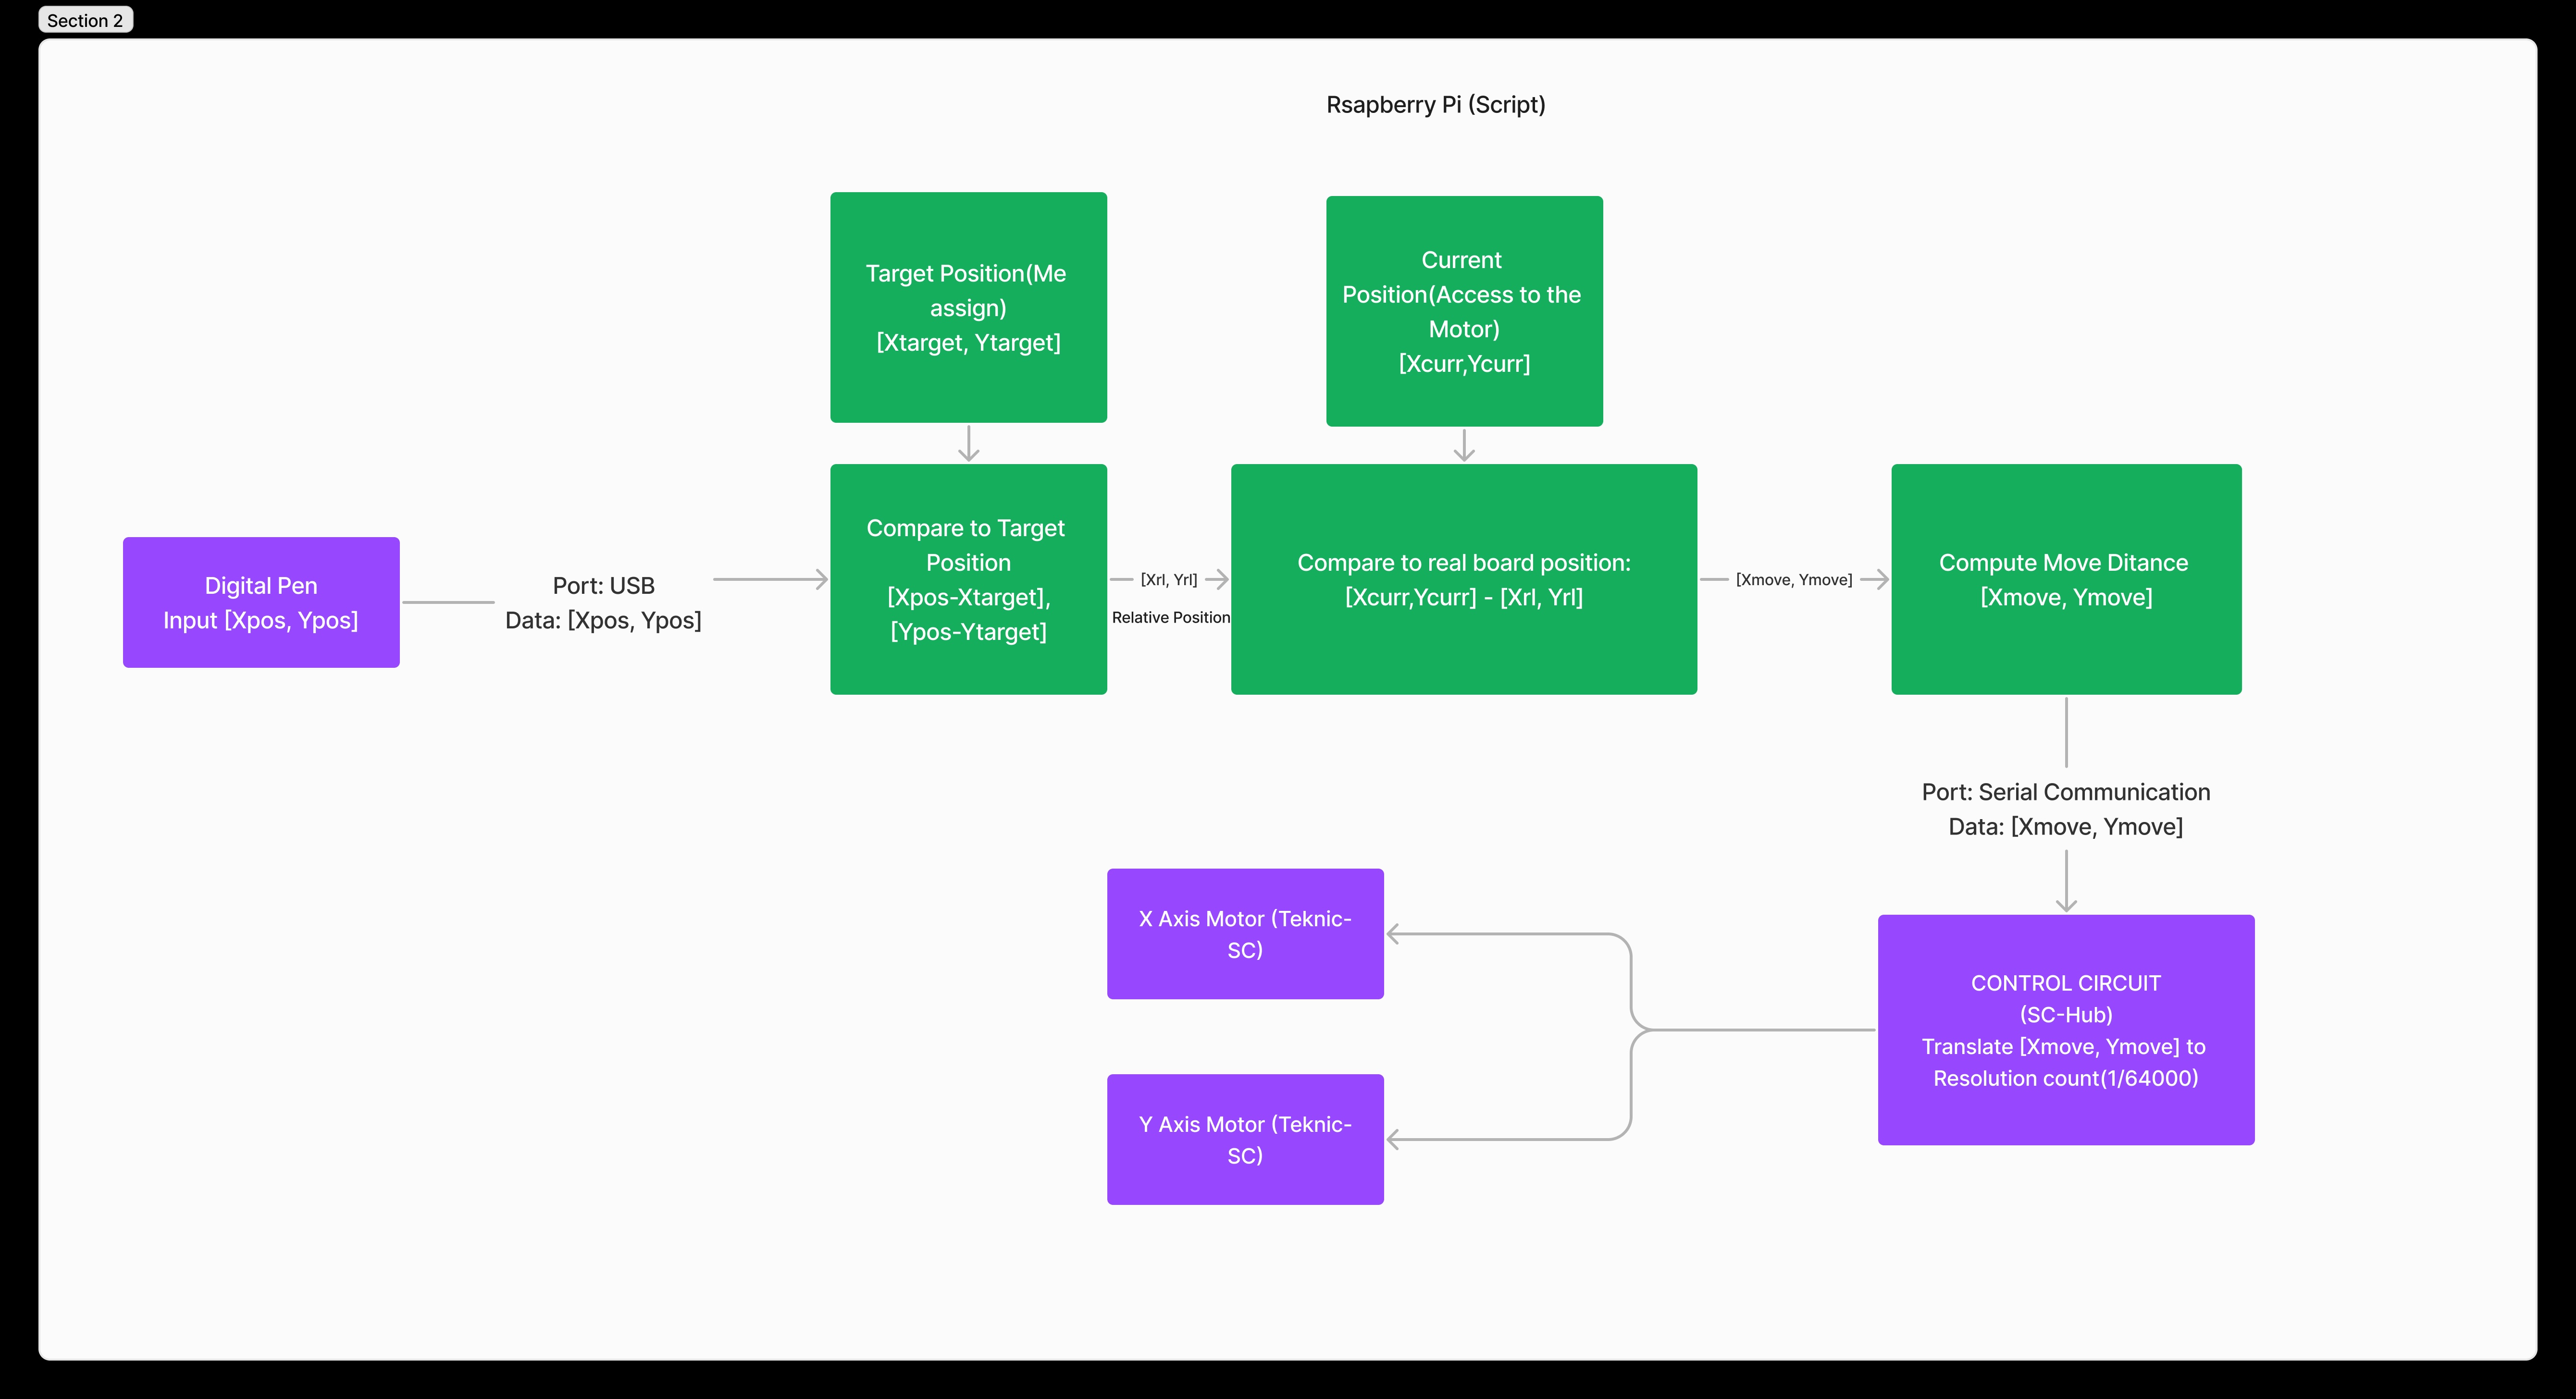 Section 2
Rsapberry Pi (Script)
Target Position(Me
assign)
[Xtarget, Ytarget]
Current
Position(Access to the
Motor)
[Xcurr,Ycurr]
Digital Pen
Input [Xpos, Ypos]
Port: USB
Data: [Xpos, Ypos]
Compare to Target
Position
[Xpos-Xtarget],
[Ypos-Ytarget]
[Xrl, Yrl]
Relative Position
Compare to real board position:
[Xcurr,Ycurr] - [Xrl, Yrl]
[Xmove, Ymove]
Compute Move Ditance
[Xmove, Ymove]
Port: Serial Communication
Data: [Xmove, Ymove]
X Axis Motor (Teknic-
SC)
CONTROL CIRCUIT
(SC-Hub)
Translate [Xmove, Ymove] to
Resolution count(1/64000)
Y Axis Motor (Teknic-
SC)